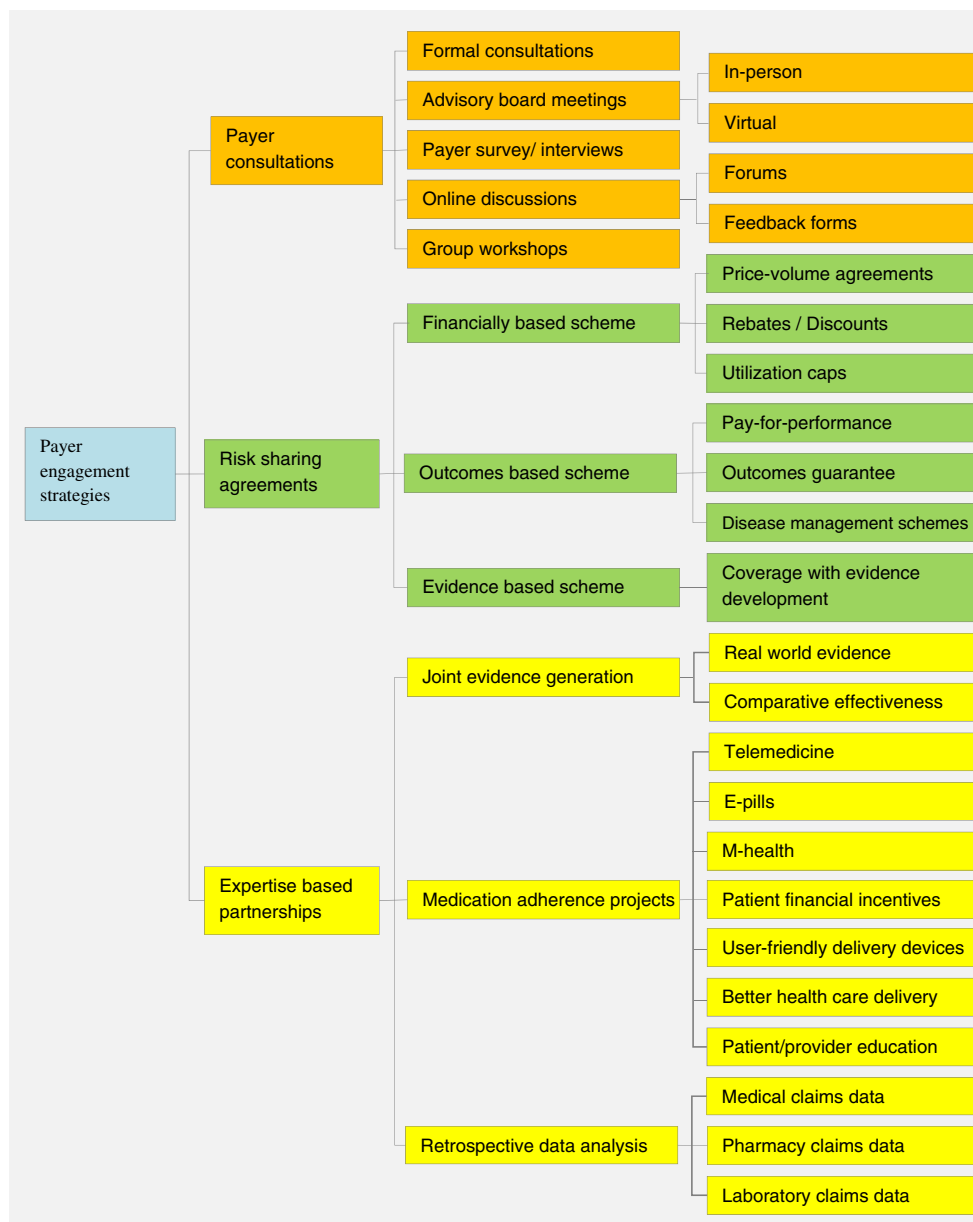 Formal consultations
In-person
Advisory board meetings
Virtual
Payer
consultations
Payer survey/ interviews
Forums
Online discussions
Feedback forms
Group workshops
Price-volume agreements
Financially based scheme
Rebates / Discounts
Utilization caps
Pay-for-performance
Payer
engagement
strategies
Risk sharing
agreements
Outcomes based scheme
Outcomes guarantee
Disease management schemes
Evidence based scheme
Coverage with evidence
development
Real world evidence
Joint evidence generation
Comparative effectiveness
Telemedicine
E-pills
M-health
Expertise based
partnerships
Medication adherence projects
Patient financial incentives
User-friendly delivery devices
Better health care delivery
Patient/provider education
Medical claims data
Retrospective data analysis
Pharmacy claims data
Laboratory claims data